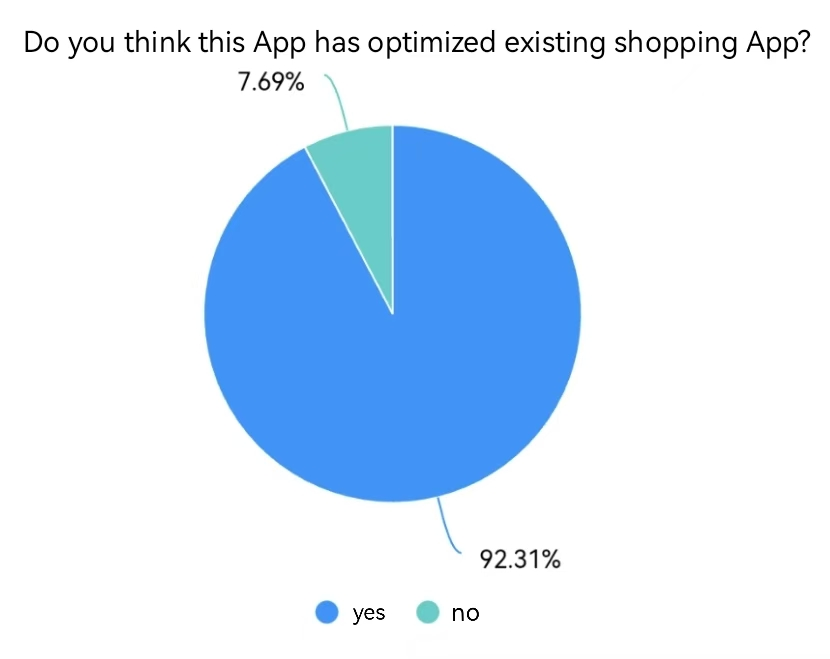 Do you think this App has optimized existing shopping App?
7.69%
92.31%
yes
no